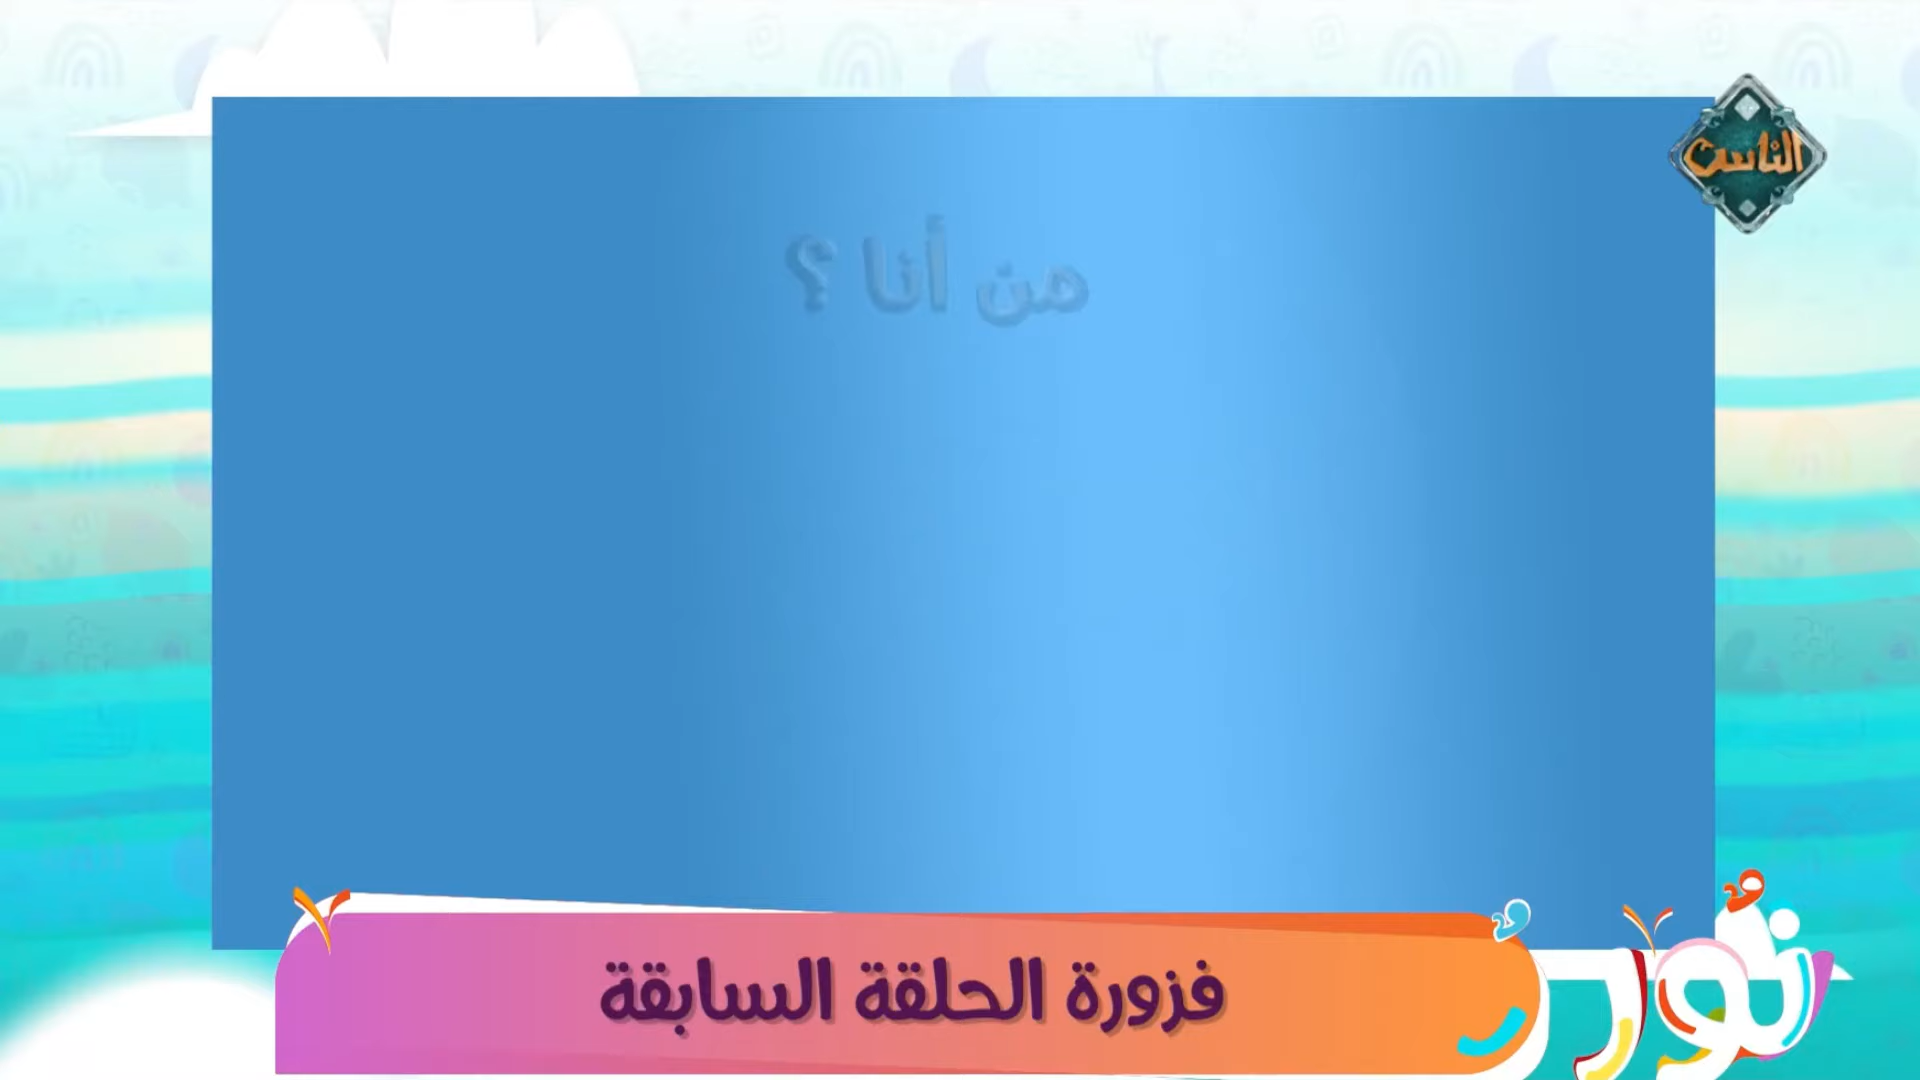 الناس
من أنا ؟
فزورة الحلقة السابقة
نور